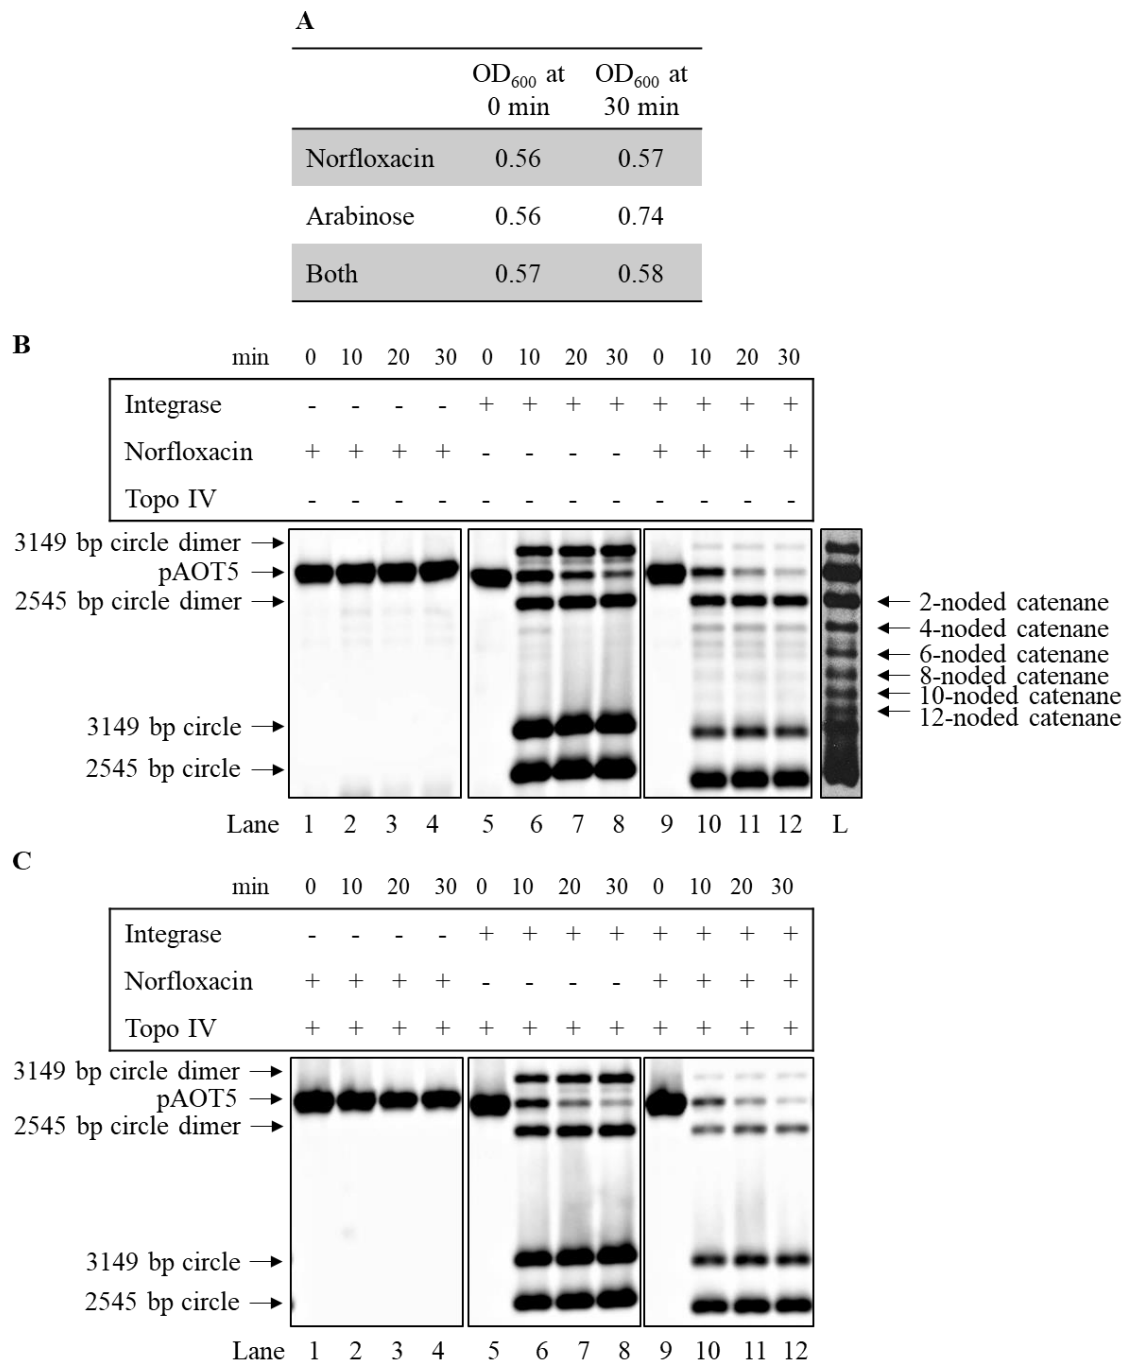 A
OD600 at 0 min OD600 at 30 min
Norfloxacin 0.56 0.57
Arabinose 0.56 0.74
Both 0.57 0.58
B
min 0 10 20 30 0 10 20 30 0 10 20 30
Integrase - - - - + + + + + + + +
Norfloxacin + + + + - - - - + + + +
Topo IV - - - - - - - - - - - -
3149 bp circle dimer
pAOT5
2545 bp circle dimer
3149 bp circle
2545 bp circle
2-noded catenane
4-noded catenane
6-noded catenane
8-noded catenane
10-noded catenane
12-noded catenane
Lane 1 2 3 4 5 6 7 8 9 10 11 12 L
C
min 0 10 20 30 0 10 20 30 0 10 20 30
Integrase - - - - + + + + + + + +
Norfloxacin + + + + - - - - + + + +
Topo IV + + + + + + + + + + + +
3149 bp circle dimer
pAOT5
2545 bp circle dimer
3149 bp circle
2545 bp circle
Lane 1 2 3 4 5 6 7 8 9 10 11 12